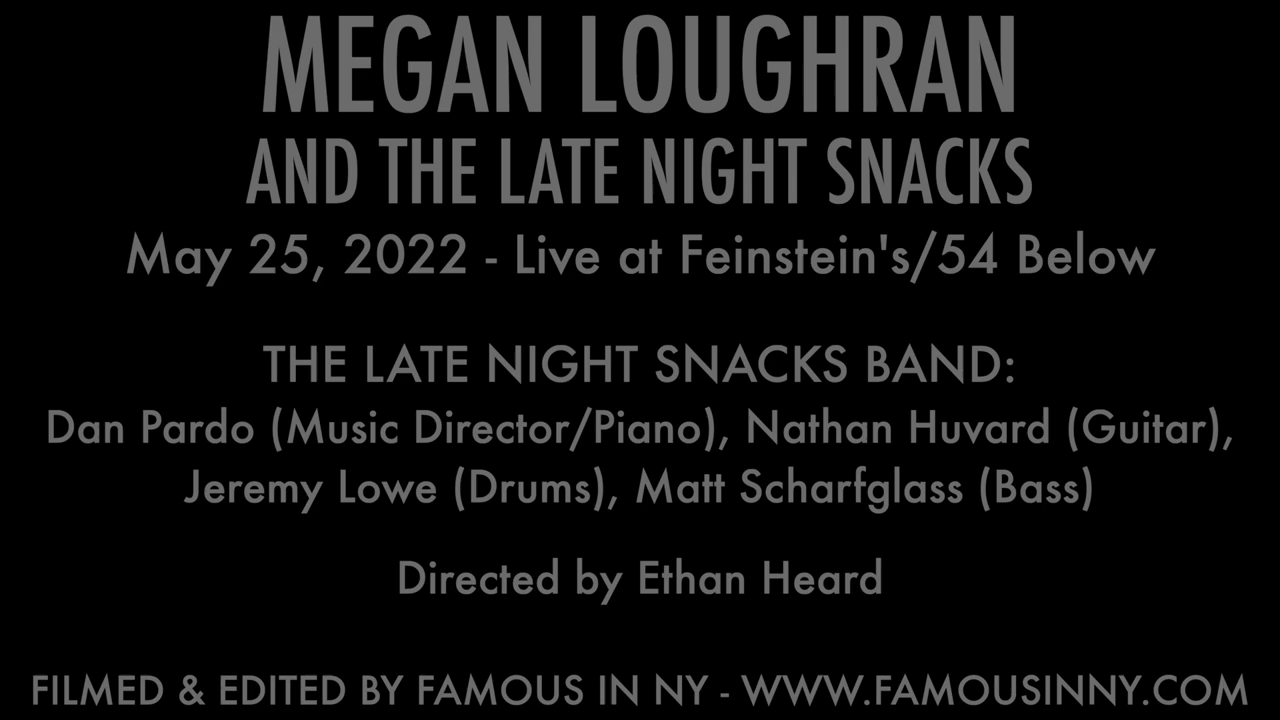 MEGAN LOUGHRAN
AND THE LATE NIGHT SNACKS
May 25, 2022 - Live at Feinstein's/54 Below
THE LATE NIGHT SNACKS BAND:
Dan Pardo (Music Director/Piano), Nathan Huvard (Guitar),
Jeremy Lowe (Drums), Matt Scharfglass (Bass)
Directed by Ethan Heard
FILMED & EDITED BY FAMOUS IN NY - WWW.FAMOUSINNY.COM